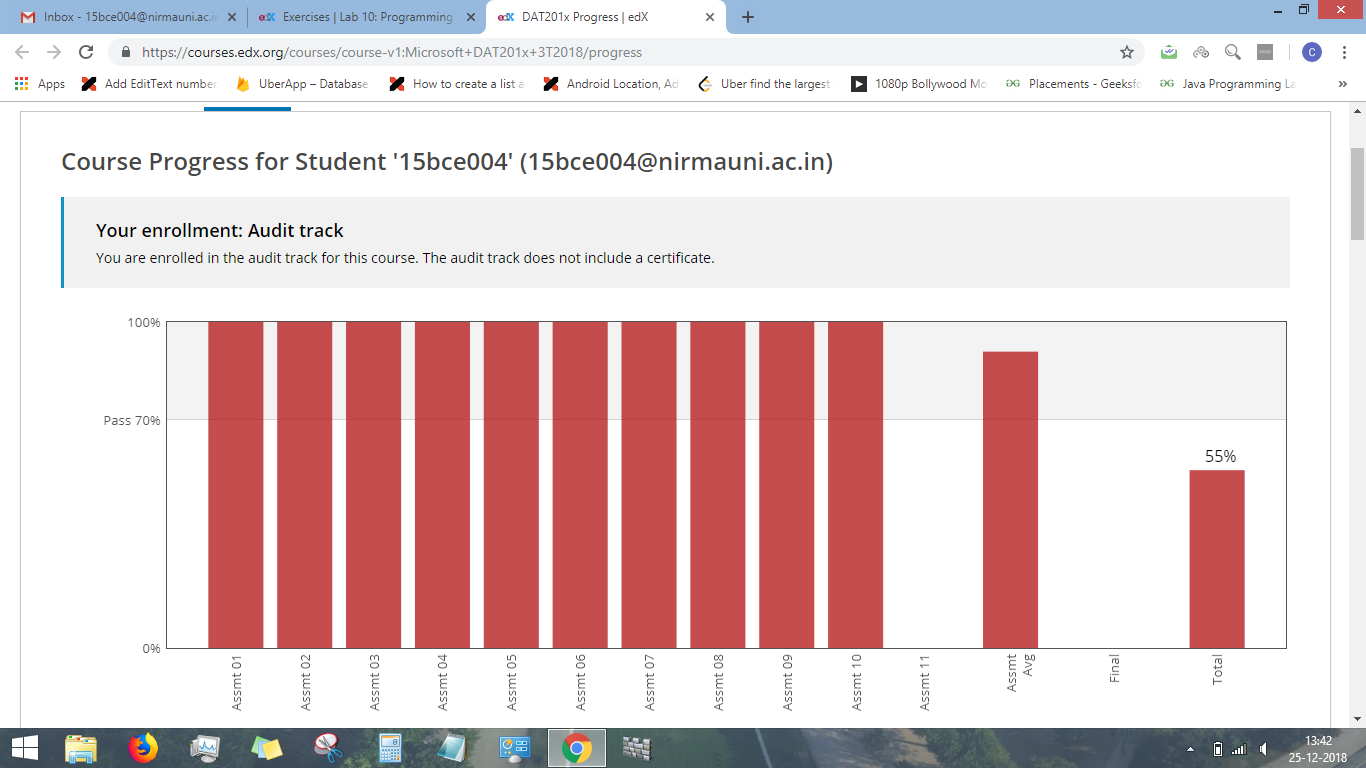 Inbox - 15bce004@nirmauni.ac.i
edX Exercises | Lab 10: Programming
edX DAT201x Progress | edX
https://courses.edx.org/courses/course-v1:Microsoft+DAT201x+3T2018/progress
C
Apps
Add EditText number
UberApp – Database
How to create a list a
Android Location, Ad
Uber find the largest
1080p Bollywood Mo
Placements - Geeksfo
Java Programming La
»
Course Progress for Student '15bce004' (15bce004@nirmauni.ac.in)
Your enrollment: Audit track
You are enrolled in the audit track for this course. The audit track does not include a certificate.
100%
Pass 70%
55%
0%
Assmt 01
Assmt 02
Assmt 03
Assmt 04
Assmt 05
Assmt 06
Assmt 07
Assmt 08
Assmt 09
Assmt 10
Assmt 11
Assmt
Avg
Final
Total
13:42
25-12-2018